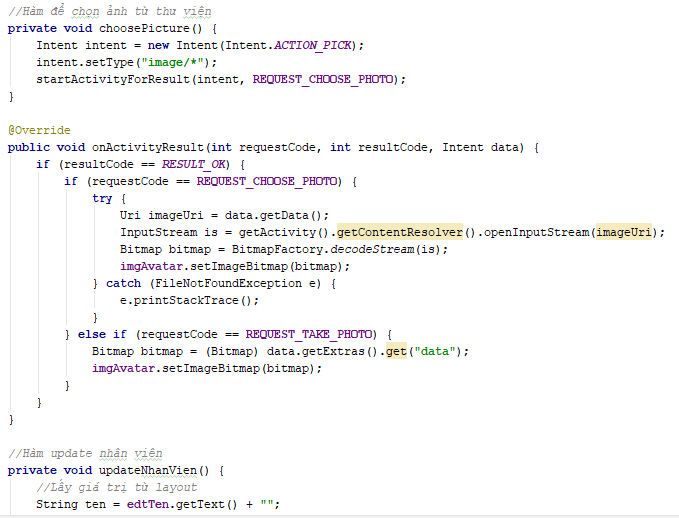 //Hàm để chọn ảnh từ thư viện
private void choosePicture() {
    Intent intent = new Intent(Intent.ACTION_PICK);
    intent.setType("image/*");
    startActivityForResult(intent, REQUEST_CHOOSE_PHOTO);
}

@Override
public void onActivityResult(int requestCode, int resultCode, Intent data) {
    if (resultCode == RESULT_OK) {
        if (requestCode == REQUEST_CHOOSE_PHOTO) {
            try {
                Uri imageUri = data.getData();
                InputStream is = getActivity().getContentResolver().openInputStream(imageUri);
                Bitmap bitmap = BitmapFactory.decodeStream(is);
                imgAvatar.setImageBitmap(bitmap);
            } catch (FileNotFoundException e) {
                e.printStackTrace();
            }
        } else if (requestCode == REQUEST_TAKE_PHOTO) {
            Bitmap bitmap = (Bitmap) data.getExtras().get("data");
            imgAvatar.setImageBitmap(bitmap);
        }
    }
}

//Hàm update nhân viên
private void updateNhanVien() {
    //Lấy giá trị từ layout
    String ten = edtTen.getText() + "";